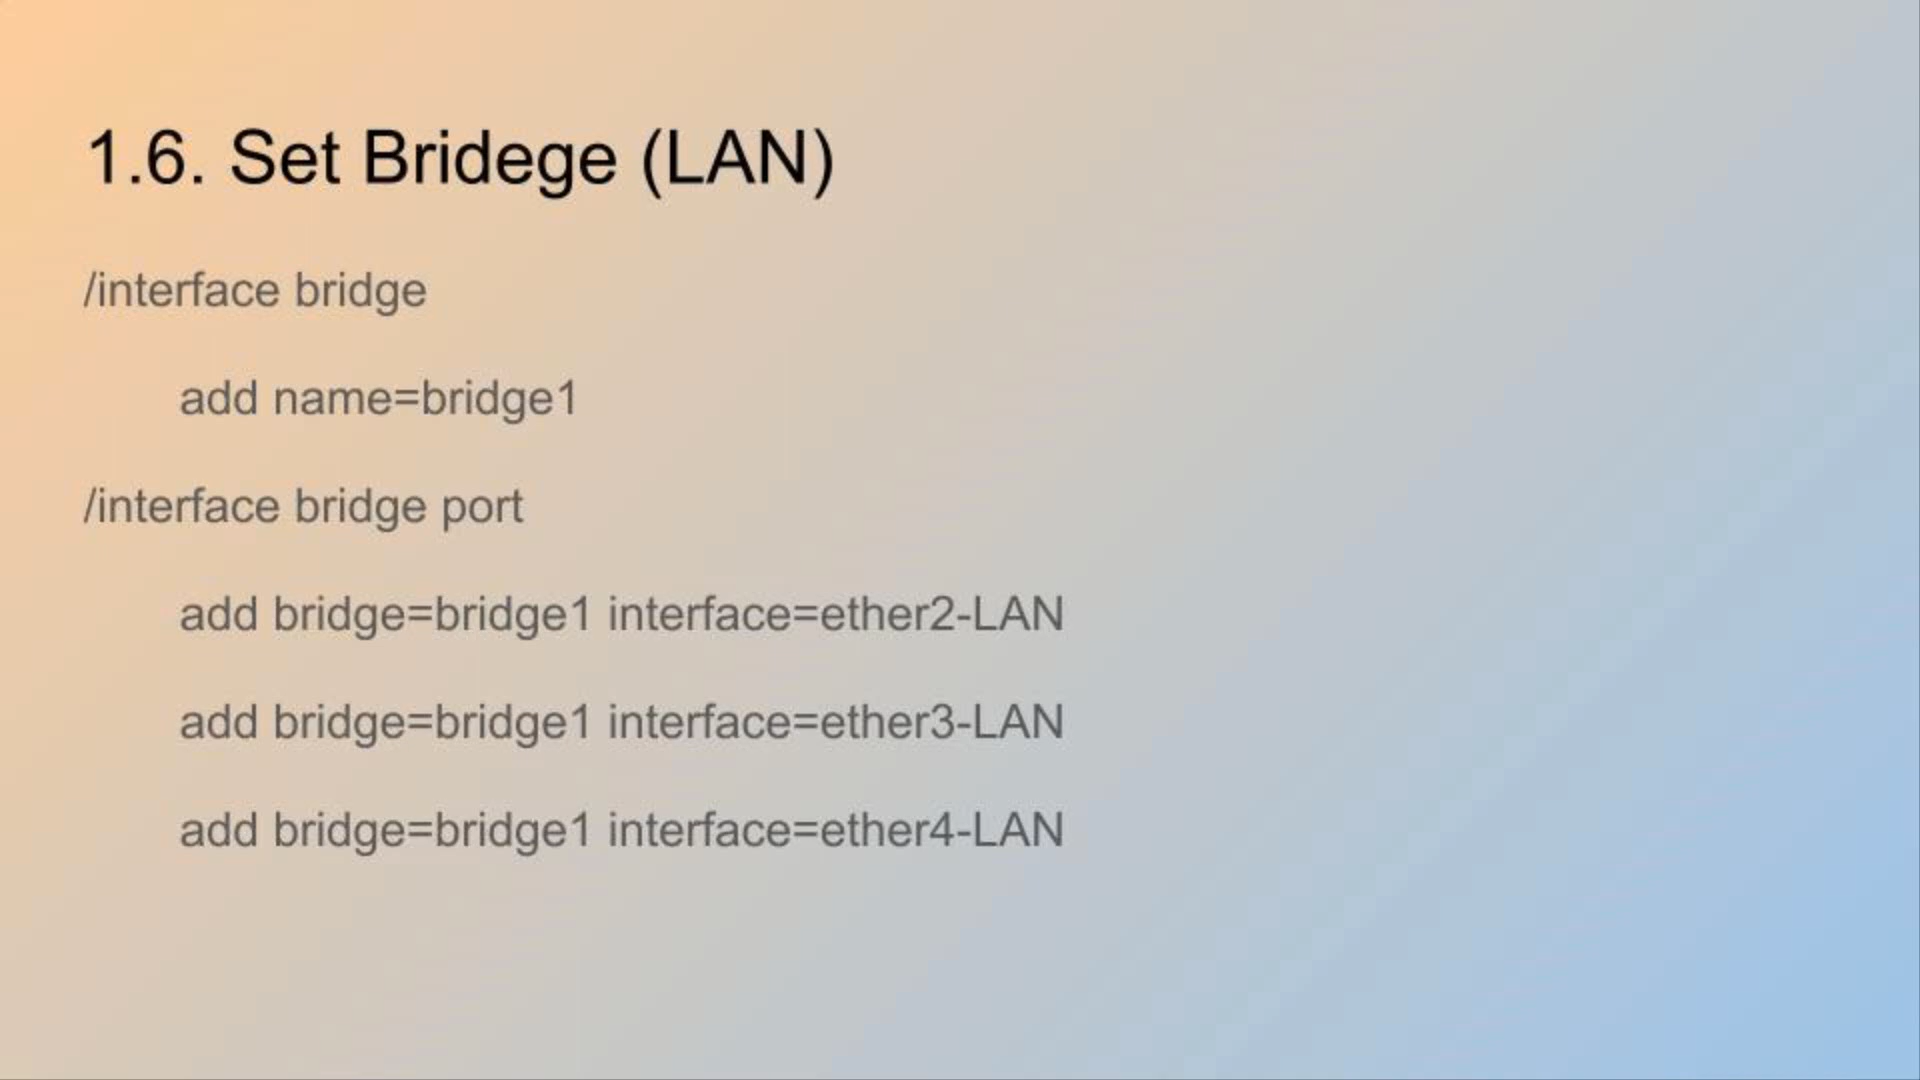 1.6. Set Bridege (LAN)
/interface bridge
add name=bridge1
/interface bridge port
add bridge=bridge1 interface=ether2-LAN
add bridge=bridge1 interface=ether3-LAN
add bridge=bridge1 interface=ether4-LAN